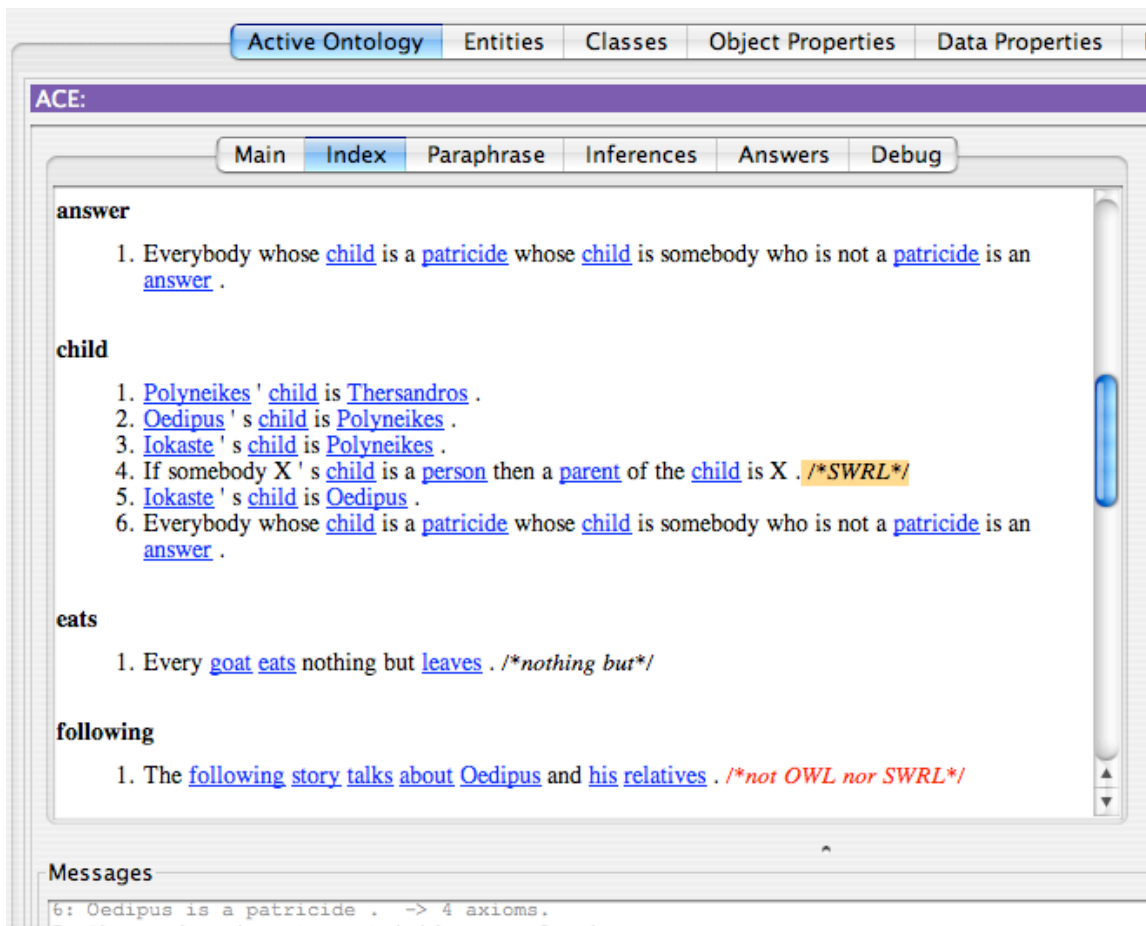 Active Ontology Entities Classes Object Properties Data Properties
ACE:
Main Index Paraphrase Inferences Answers Debug
answer
1. Everybody whose child is a patricide whose child is somebody who is not a patricide is an
answer .
child
1. Polyneikes ' child is Thersandros .
2. Oedipus ' s child is Polyneikes .
3. Iokaste ' s child is Polyneikes .
4. If somebody X ' s child is a person then a parent of the child is X . /*SWRL*/
5. Iokaste ' s child is Oedipus .
6. Everybody whose child is a patricide whose child is somebody who is not a patricide is an
answer .
eats
1. Every goat eats nothing but leaves . /*nothing but*/
following
1. The following story talks about Oedipus and his relatives . /*not OWL nor SWRL*/
Messages
6: Oedipus is a patricide . -> 4 axioms.